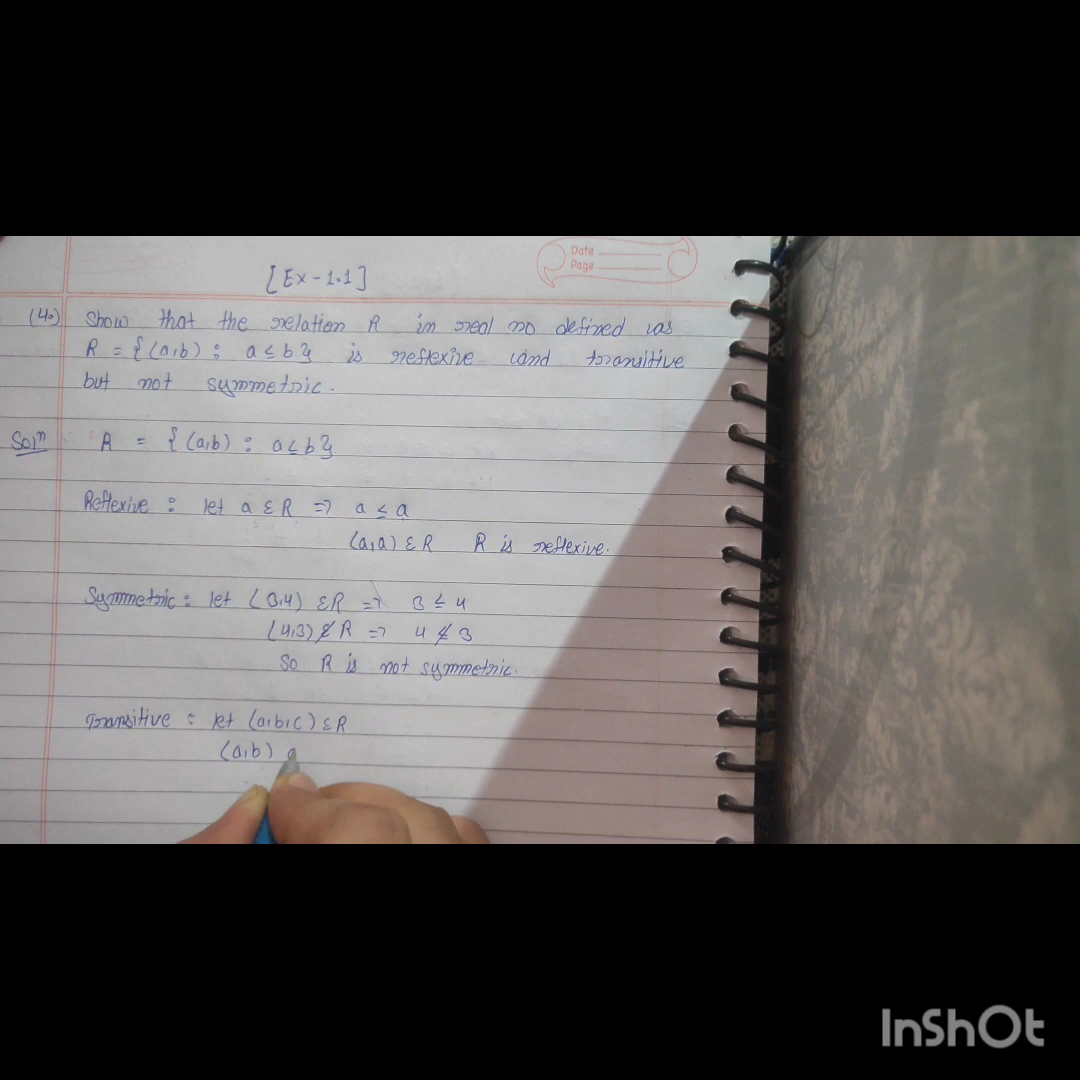 Date
Page
[Ex - 1.1]
(4.) Show that the relation R in real no defined as
R = {(a,b) : a ≤ b} is reflexive and transitive
but not symmetric.
Solⁿ R = {(a,b) : a ≤ b}
Reflexive : let a ε R => a ≤ a
(a,a) ε R R is reflexive.
Symmetric : let (3,4) ε R => 3 ≤ 4
(4,3) ∉ R => 4 ≰ 3
So R is not symmetric.
Transitive : let (a,b,c) ε R
(a,b)
InShOt